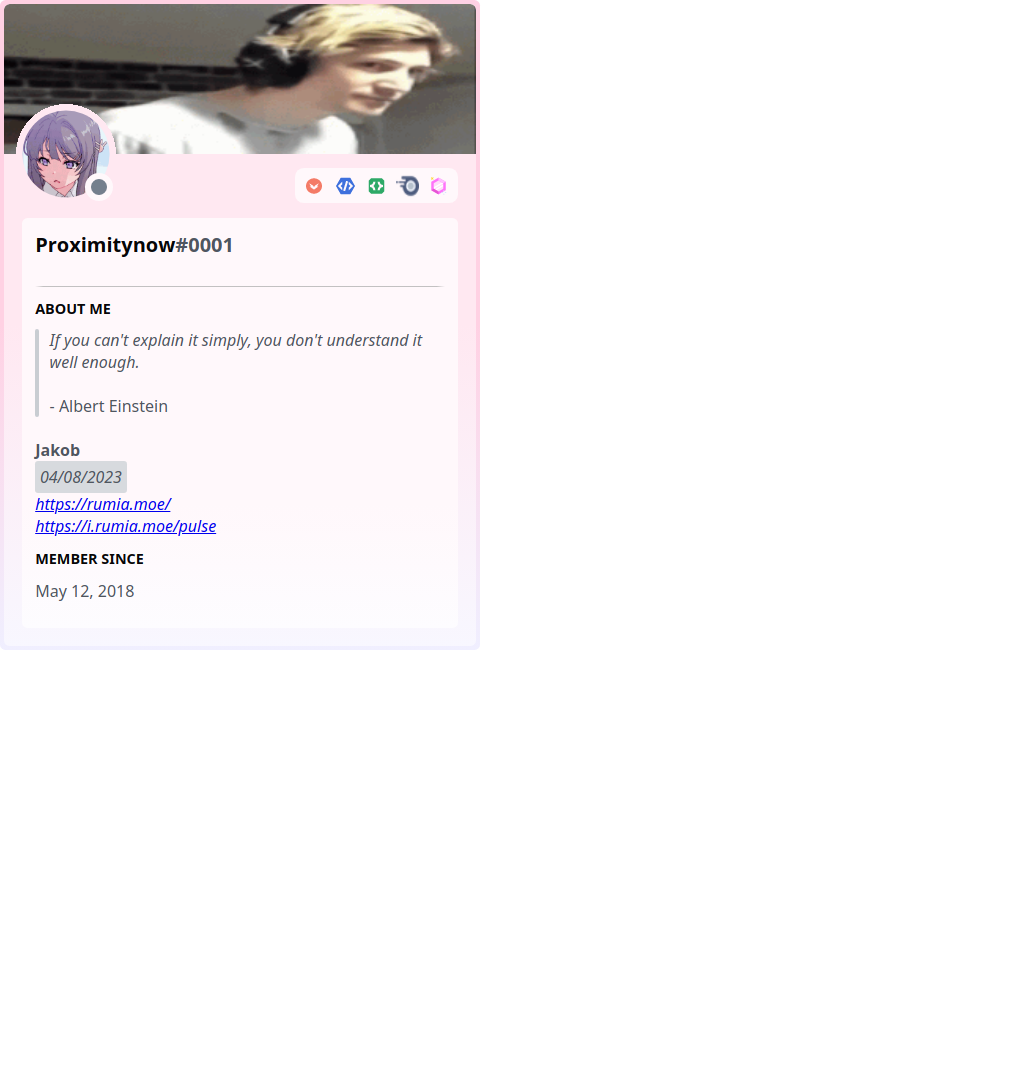 Proximitynow#0001
ABOUT ME
If you can't explain it simply, you don't understand it
well enough.
- Albert Einstein
Jakob
04/08/2023
https://rumia.moe/
https://i.rumia.moe/pulse
MEMBER SINCE
May 12, 2018